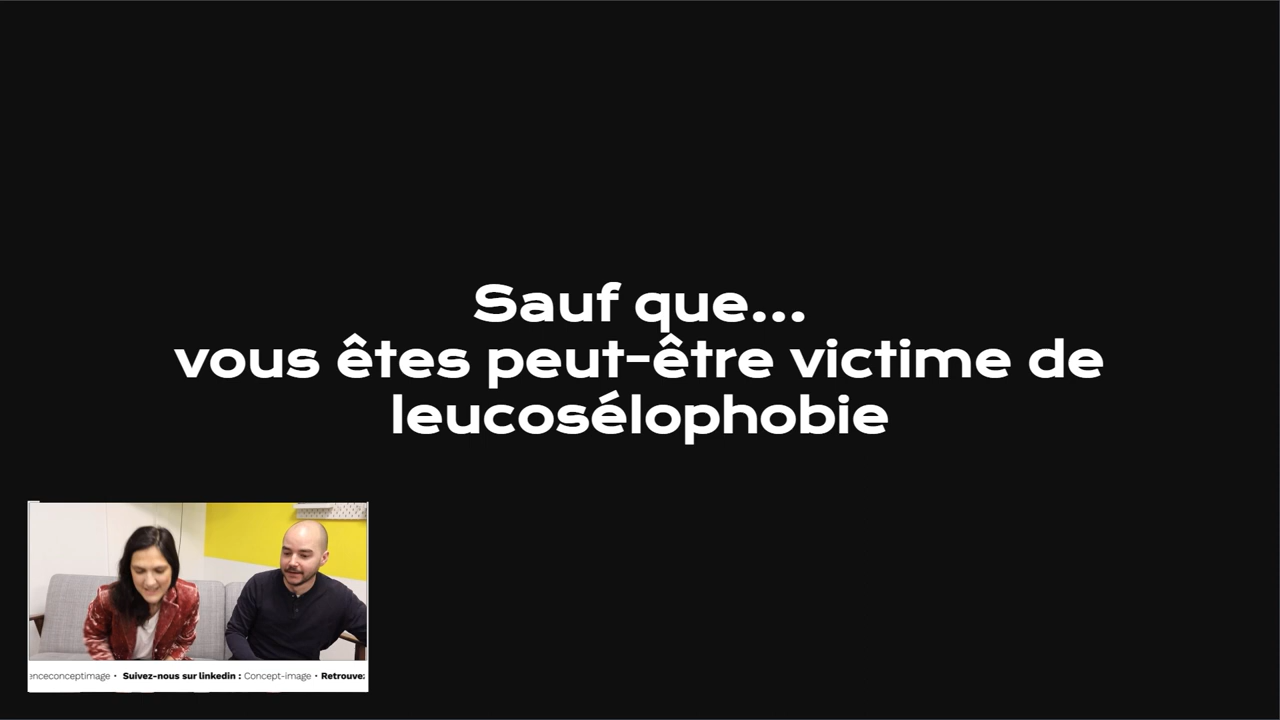 Sauf que...
vous êtes peut-être victime de
leucosélophobie
enceconceptimage • Suivez-nous sur linkedin : Concept-image • Retrouvez